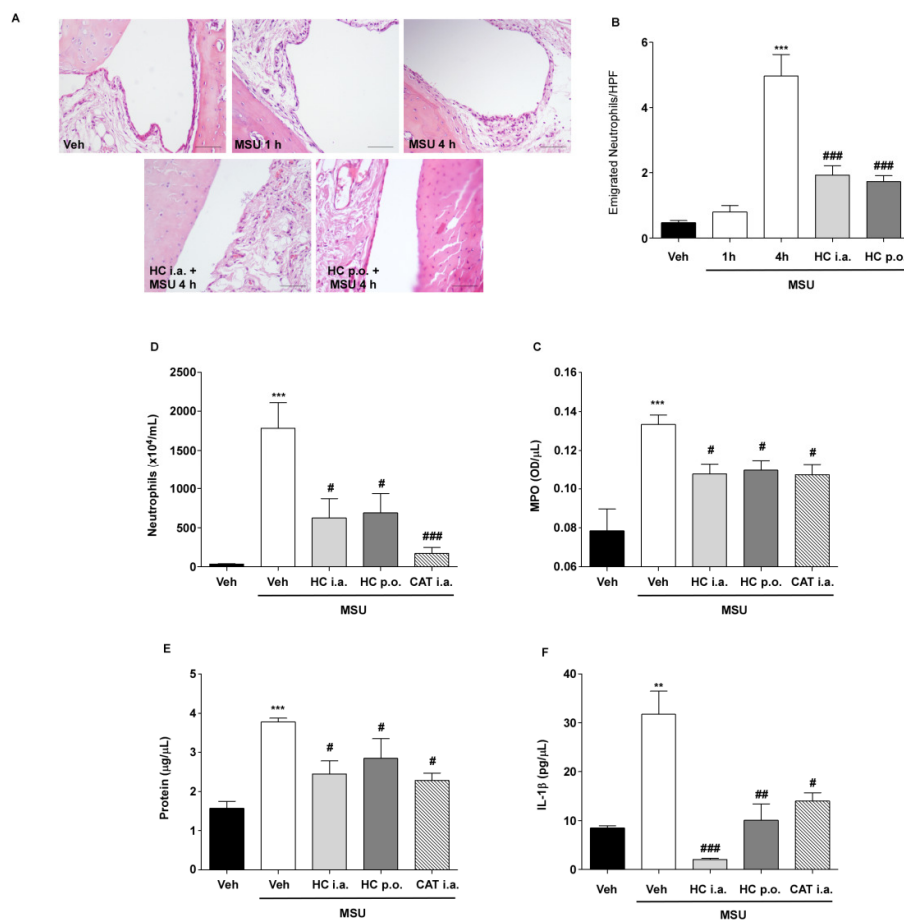 A
Veh
MSU 1 h
MSU 4 h
HC i.a. +
MSU 4 h
HC p.o. +
MSU 4 h
B
Emigrated Neutrophils/HPF
6
4
2
0
***
###
###
Veh
1h
4h
HC i.a.
HC p.o.
MSU
D
Neutrophils (x10⁴/mL)
2500
2000
1500
1000
500
0
***
#
#
###
Veh
Veh
HC i.a.
HC p.o.
CAT i.a.
MSU
C
MPO (OD/µL)
0.16
0.14
0.12
0.10
0.08
0.06
***
#
#
#
Veh
Veh
HC i.a.
HC p.o.
CAT i.a.
MSU
E
Protein (µg/µL)
5
4
3
2
1
0
***
#
#
#
Veh
Veh
HC i.a.
HC p.o.
CAT i.a.
MSU
F
IL-1β (pg/µL)
40
30
20
10
0
**
###
##
#
Veh
Veh
HC i.a.
HC p.o.
CAT i.a.
MSU